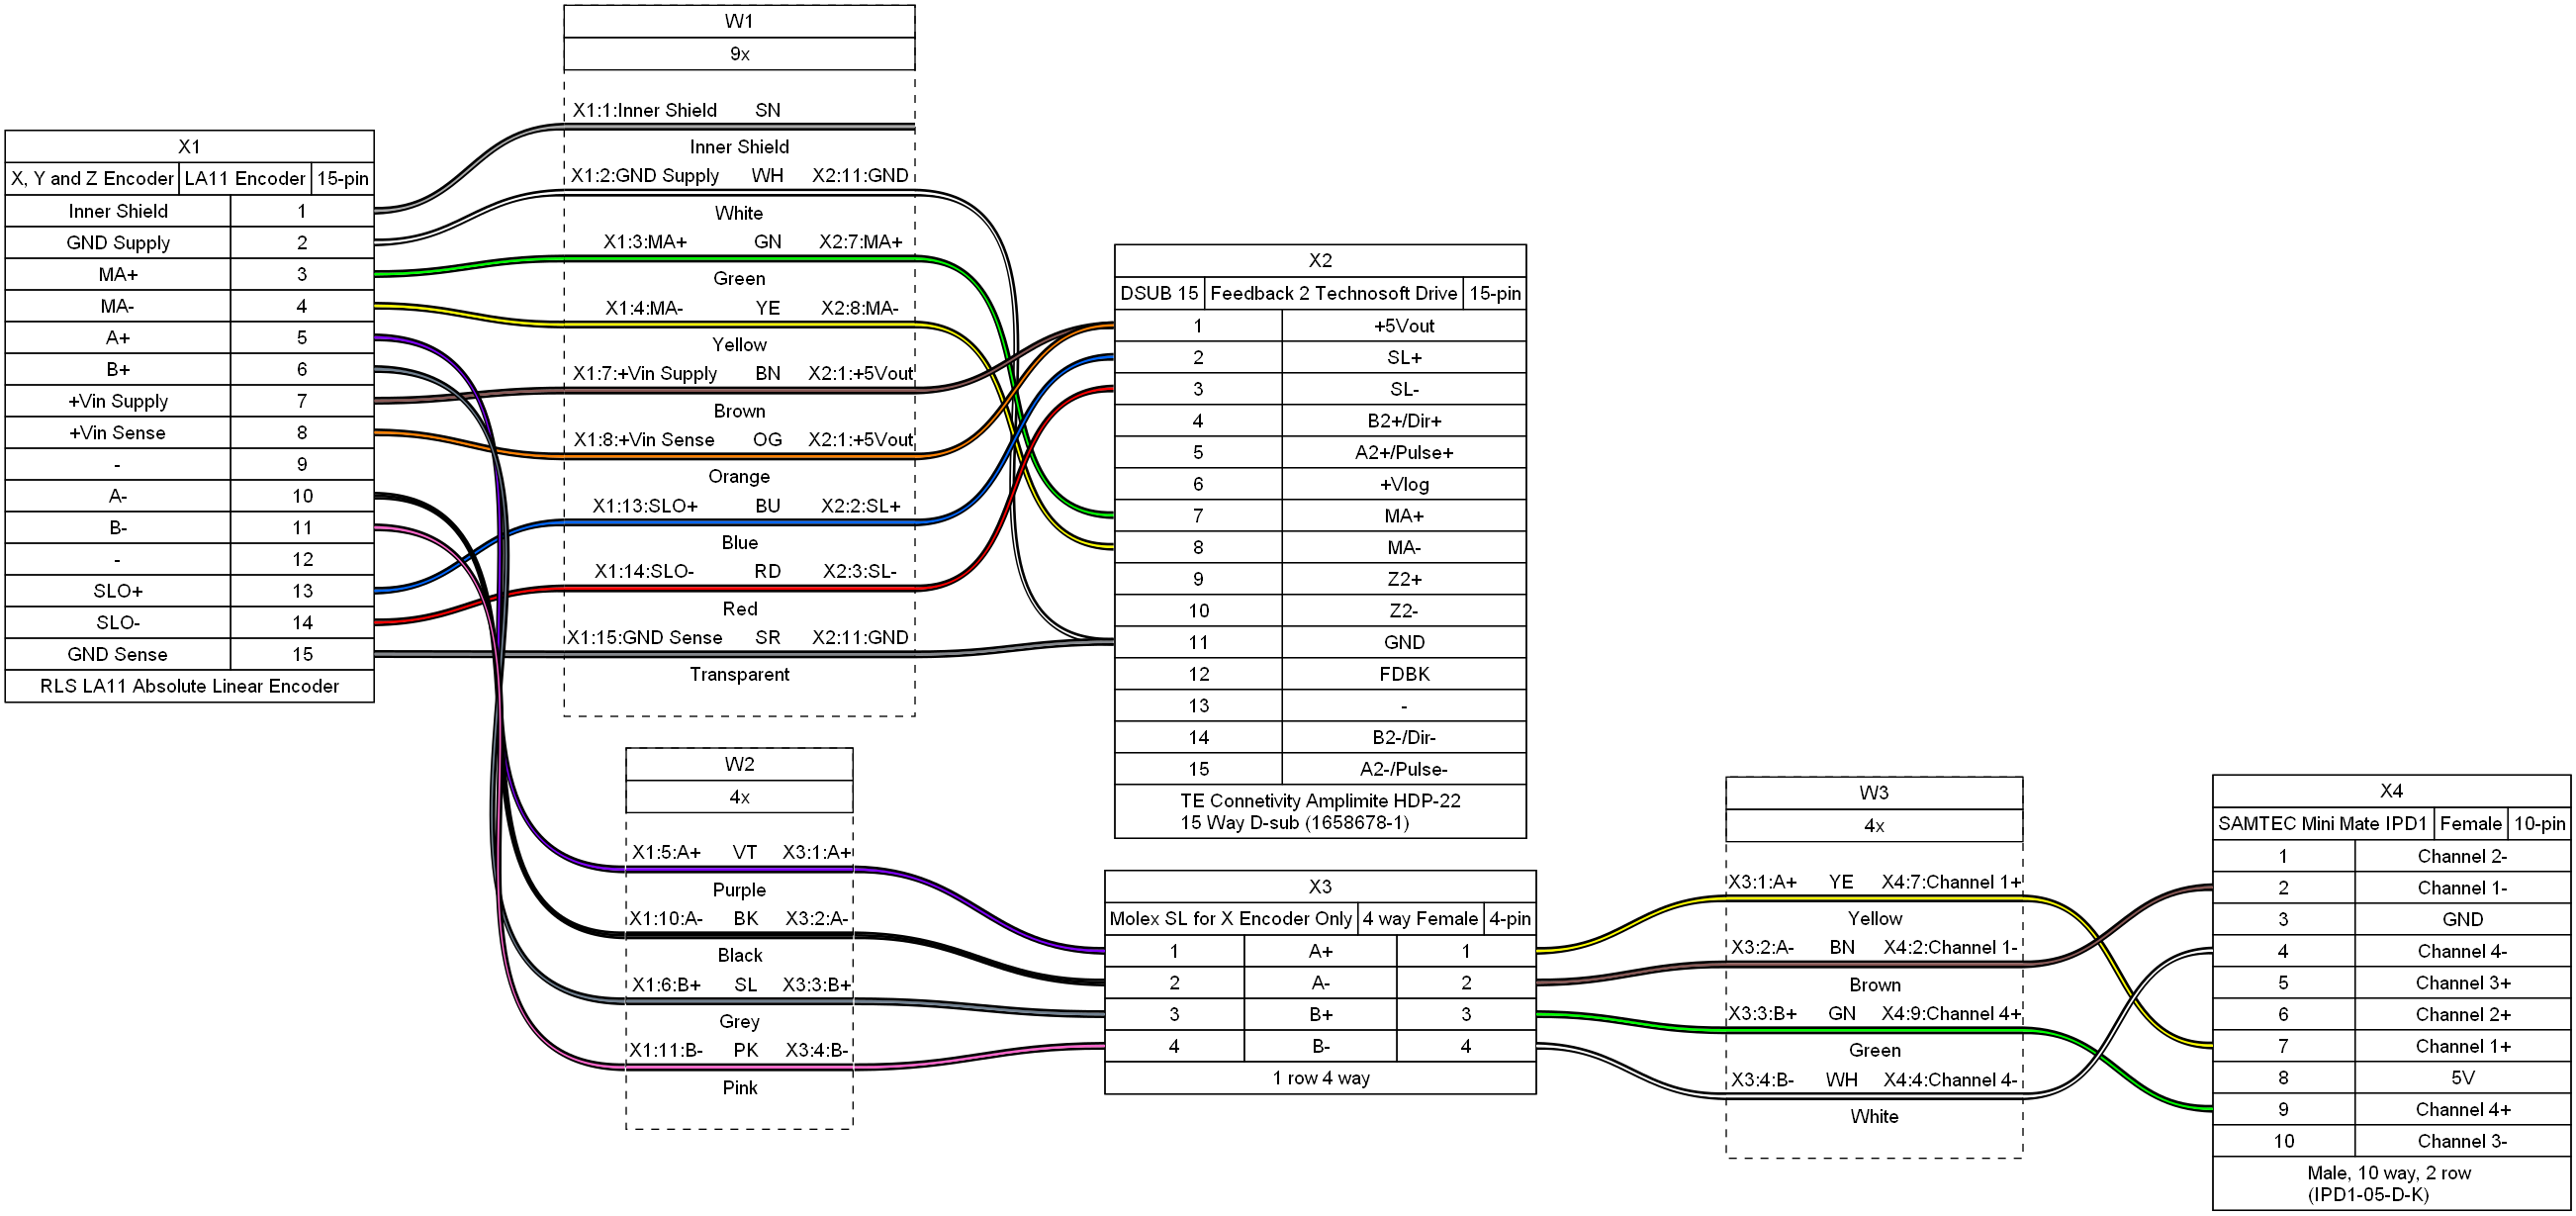 W1
9x
X1:1:Inner Shield SN
Inner Shield
X1:2:GND Supply WH X2:11:GND
White
X1:3:MA+ GN X2:7:MA+
Green
X1:4:MA- YE X2:8:MA-
Yellow
X1:7:+Vin Supply BN X2:1:+5Vout
Brown
X1:8:+Vin Sense OG X2:1:+5Vout
Orange
X1:13:SLO+ BU X2:2:SL+
Blue
X1:14:SLO- RD X2:3:SL-
Red
X1:15:GND Sense SR X2:11:GND
Transparent
X1
X, Y and Z Encoder LA11 Encoder 15-pin
Inner Shield 1
GND Supply 2
MA+ 3
MA- 4
A+ 5
B+ 6
+Vin Supply 7
+Vin Sense 8
- 9
A- 10
B- 11
- 12
SLO+ 13
SLO- 14
GND Sense 15
RLS LA11 Absolute Linear Encoder
X2
DSUB 15 Feedback 2 Technosoft Drive 15-pin
1 +5Vout
2 SL+
3 SL-
4 B2+/Dir+
5 A2+/Pulse+
6 +Vlog
7 MA+
8 MA-
9 Z2+
10 Z2-
11 GND
12 FDBK
13 -
14 B2-/Dir-
15 A2-/Pulse-
TE Connetivity Amplimite HDP-22
15 Way D-sub (1658678-1)
W2
4x
X1:5:A+ VT X3:1:A+
Purple
X1:10:A- BK X3:2:A-
Black
X1:6:B+ SL X3:3:B+
Grey
X1:11:B- PK X3:4:B-
Pink
X3
Molex SL for X Encoder Only 4 way Female 4-pin
1 A+ 1
2 A- 2
3 B+ 3
4 B- 4
1 row 4 way
W3
4x
X3:1:A+ YE X4:7:Channel 1+
Yellow
X3:2:A- BN X4:2:Channel 1-
Brown
X3:3:B+ GN X4:9:Channel 4+
Green
X3:4:B- WH X4:4:Channel 4-
White
X4
SAMTEC Mini Mate IPD1 Female 10-pin
1 Channel 2-
2 Channel 1-
3 GND
4 Channel 4-
5 Channel 3+
6 Channel 2+
7 Channel 1+
8 5V
9 Channel 4+
10 Channel 3-
Male, 10 way, 2 row
(IPD1-05-D-K)